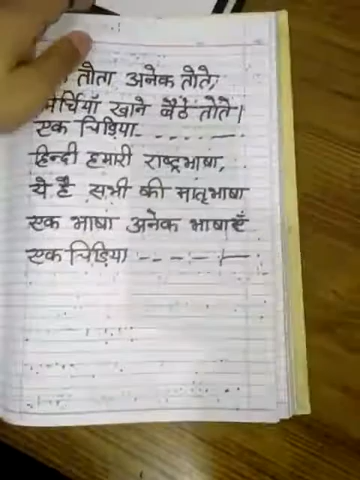 तोता अनेक तोते,
मिर्चियाँ खाने बैठे तोते।
एक चिड़िया - - - - - - -
हिन्दी हमारी राष्ट्रभाषा,
ये है सभी की मातृभाषा
एक भाषा अनेक भाषाएँ
एक चिड़िया - - - - -